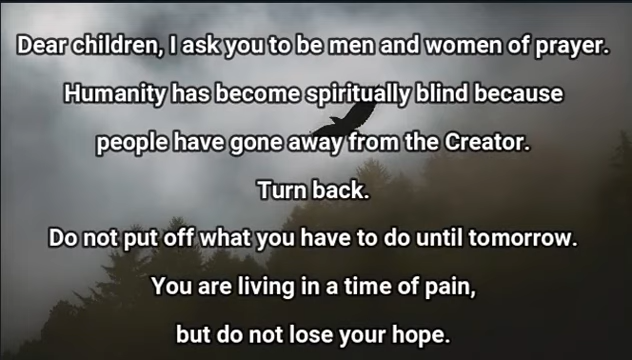 Dear children, I ask you to be men and women of prayer.
Humanity has become spiritually blind because
people have gone away from the Creator.
Turn back.
Do not put off what you have to do until tomorrow.
You are living in a time of pain,
but do not lose your hope.